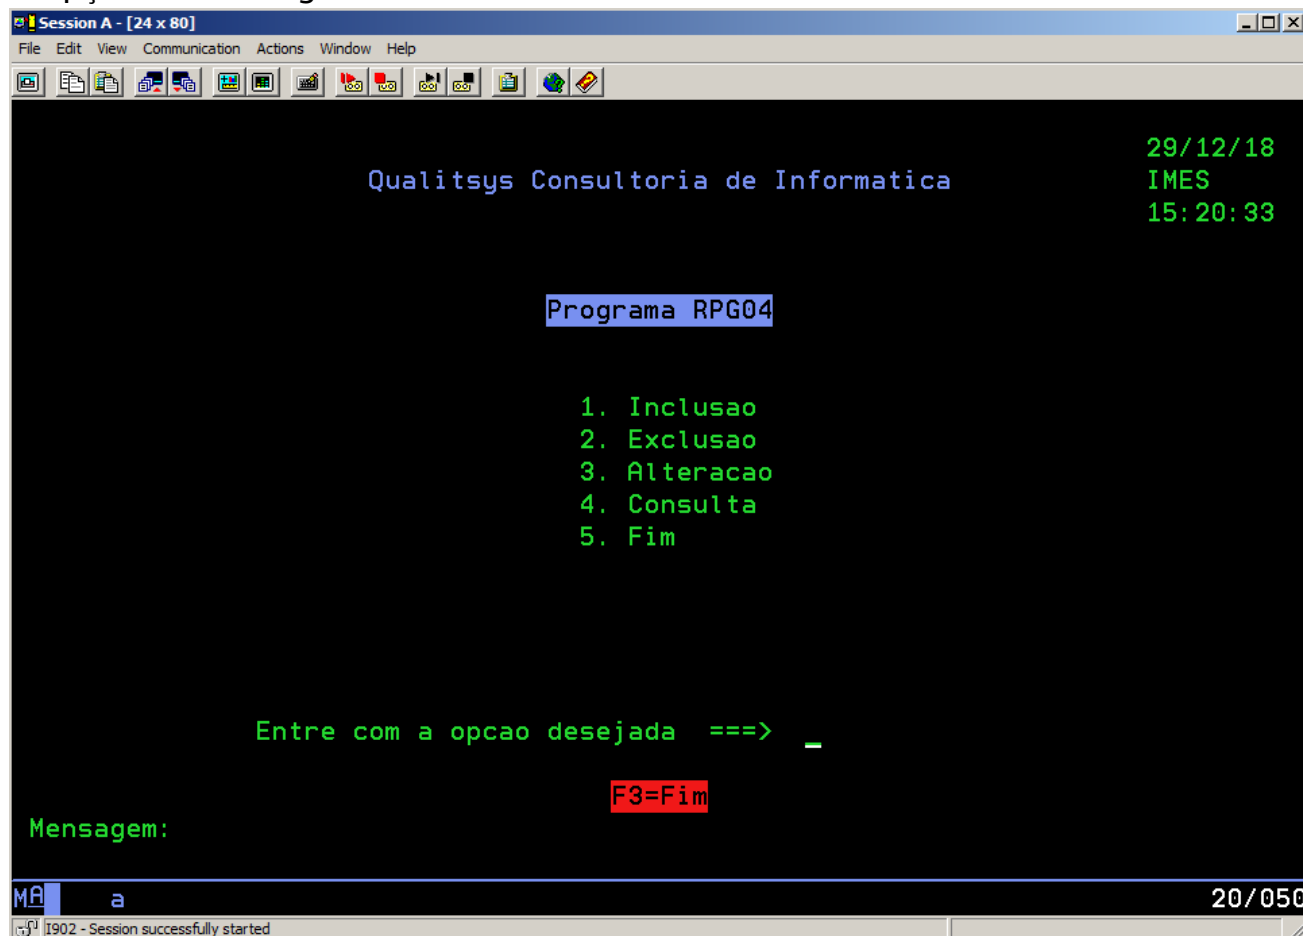 Session A - [24 x 80]
File Edit View Communication Actions Window Help
29/12/18
Qualitsys Consultoria de Informatica IMES
15:20:33
Programa RPG04
1. Inclusao
2. Exclusao
3. Alteracao
4. Consulta
5. Fim
Entre com a opcao desejada ===> _
F3=Fim
Mensagem:
MA a 20/050
I902 - Session successfully started